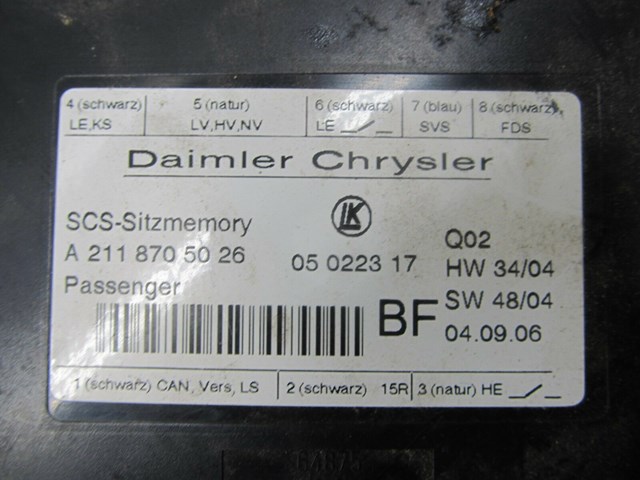 4 (schwarz) 5 (natur) 6 (schwarz) 7 (blau) 8 (schwarz)
LE,KS LV,HV,NV LE SVS FDS
Daimler Chrysler
SCS-Sitzmemory LK Q02
A 211 870 50 26 05 0223 17 HW 34/04
Passenger SW 48/04
BF 04.09.06
1 (schwarz) CAN, Vers, LS 2 (schwarz) 15R 3 (natur) HE